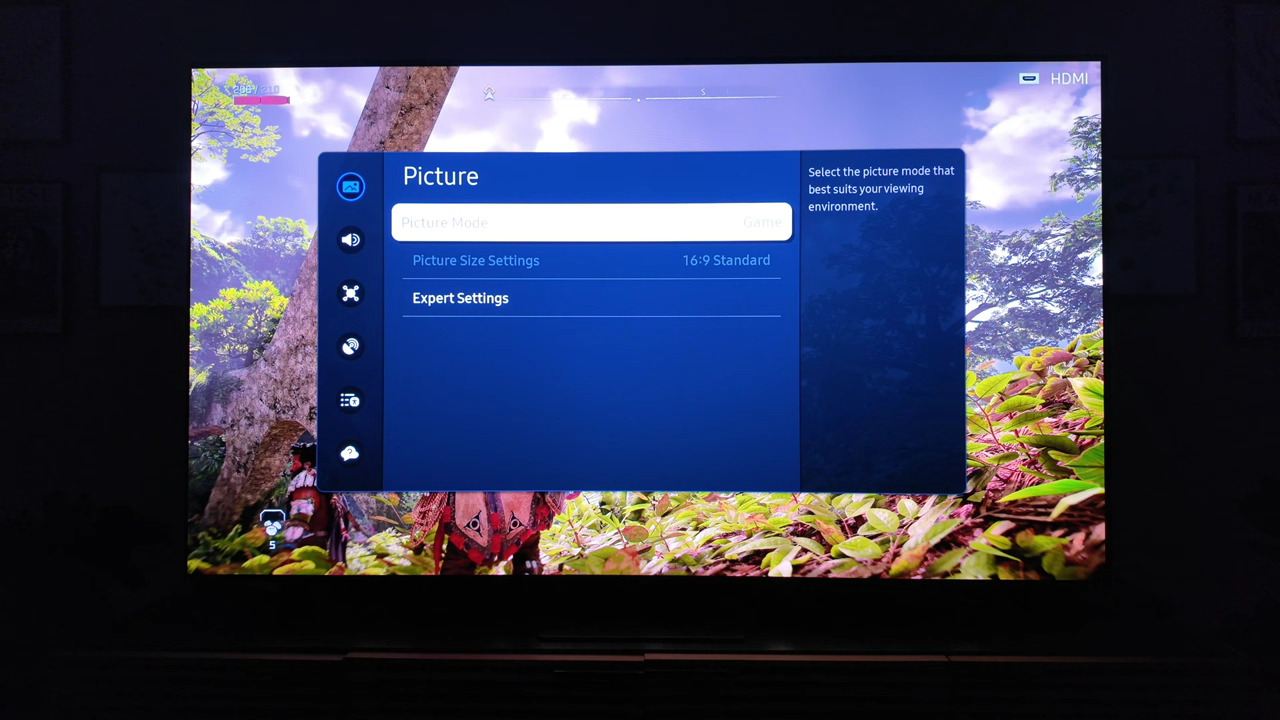 HDMI
S
Picture
Picture Mode Game
Picture Size Settings 16:9 Standard
Expert Settings
Select the picture mode that
best suits your viewing
environment.
5